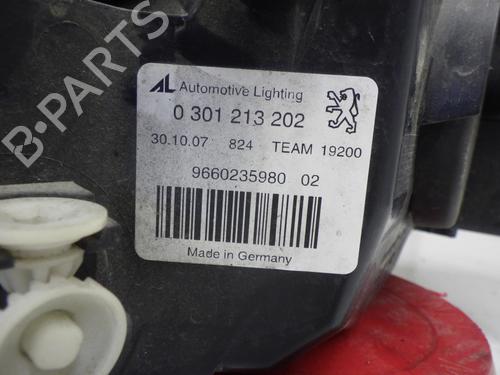 B-PARTS
AL Automotive Lighting
0 301 213 202
30.10.07 824 TEAM 19200
9660235980 02
Made in Germany